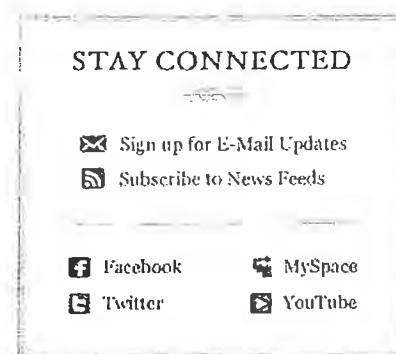 STAY CONNECTED
Sign up for E-Mail Updates
Subscribe to News Feeds
Facebook MySpace
Twitter YouTube